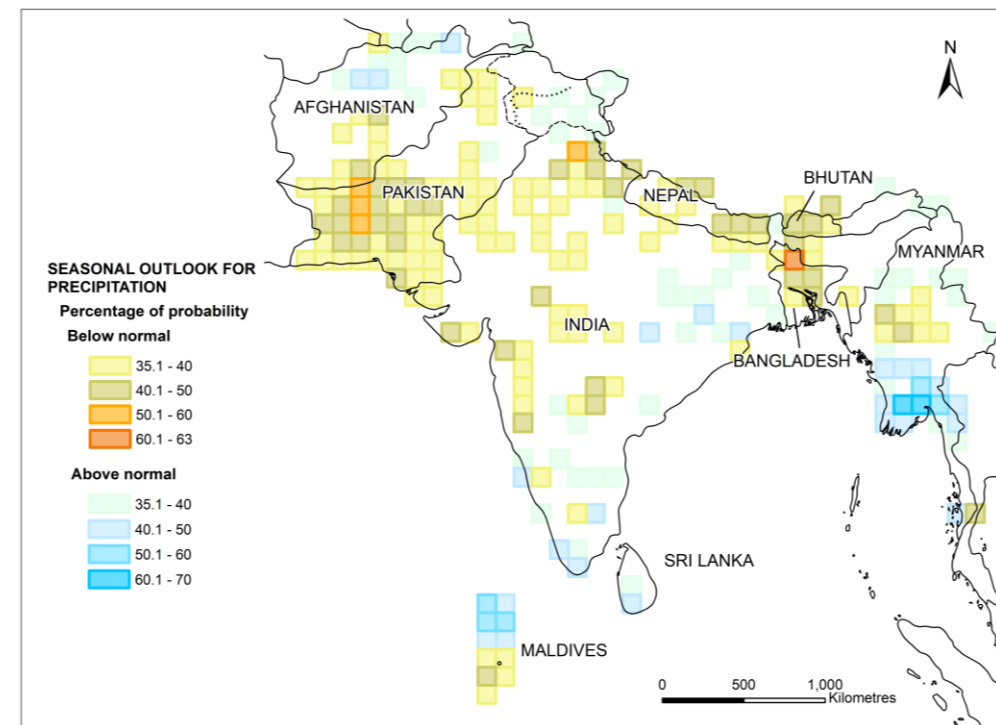 N
AFGHANISTAN
PAKISTAN
NEPAL
BHUTAN
MYANMAR
INDIA
BANGLADESH
SRI LANKA
MALDIVES
SEASONAL OUTLOOK FOR
PRECIPITATION
Percentage of probability
Below normal
35.1 - 40
40.1 - 50
50.1 - 60
60.1 - 63
Above normal
35.1 - 40
40.1 - 50
50.1 - 60
60.1 - 70
0 500 1,000
Kilometres